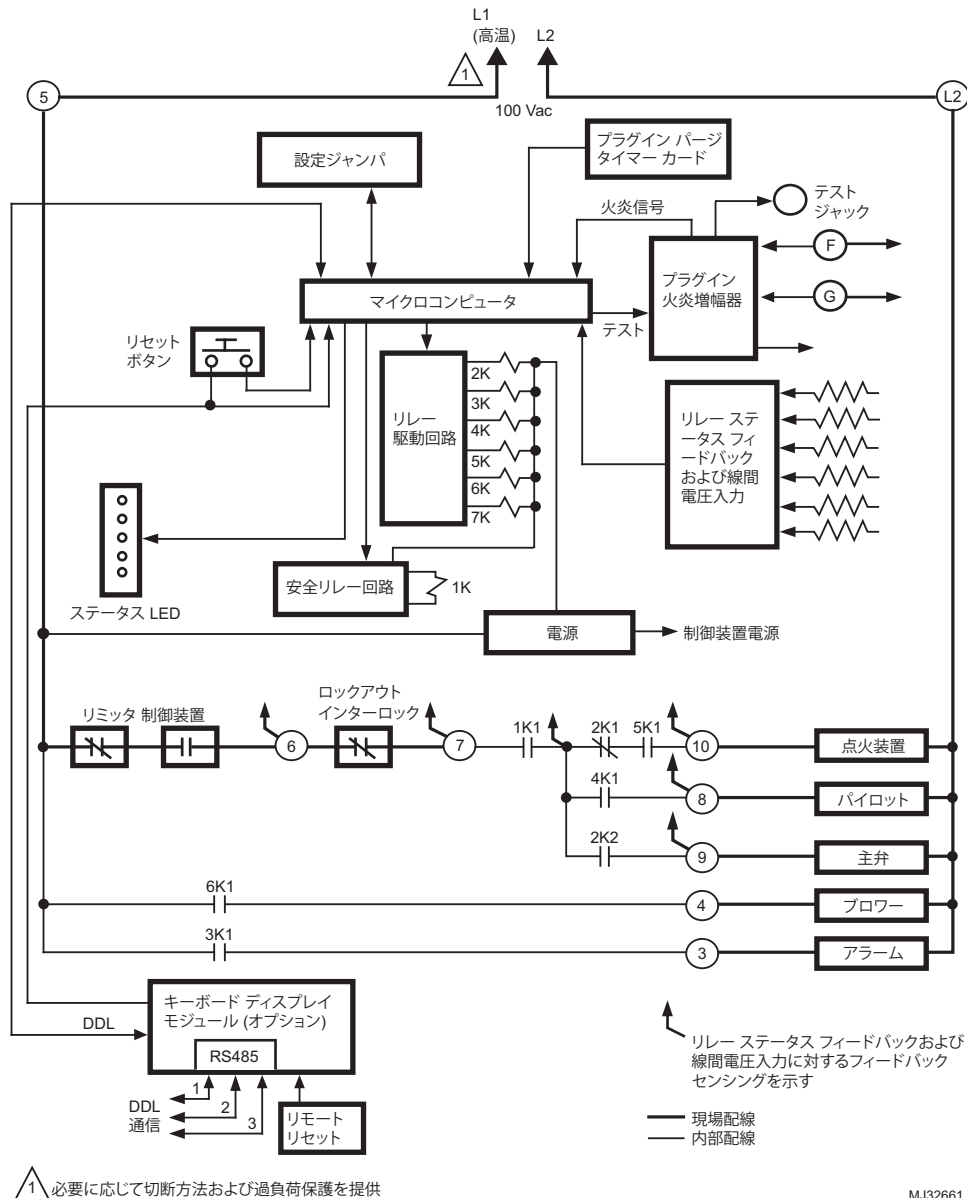 L1
(高温)
L2
1
5
L2
100 Vac
設定ジャンパ
プラグイン パージ
タイマー カード
テスト
ジャック
火炎信号
F
プラグイン
火炎増幅器
G
マイクロコンピュータ
テスト
リセット
ボタン
リレー
駆動回路
2K
3K
4K
5K
6K
7K
リレー ステ
ータス フィ
ードバック
および線間
電圧入力
安全リレー回路
1K
ステータス LED
電源
制御装置電源
リミッタ 制御装置
ロックアウト
インターロック
6
7
1K1
2K1
5K1
10
点火装置
4K1
8
パイロット
2K2
9
主弁
6K1
4
ブロワー
3K1
3
アラーム
キーボード ディスプレイ
モジュール (オプション)
DDL
RS485
1
2
3
DDL
通信
リモート
リセット
リレー ステータス フィードバックおよび
線間電圧入力に対するフィードバック
センシングを示す
現場配線
内部配線
1 必要に応じて切断方法および過負荷保護を提供
MJ32661